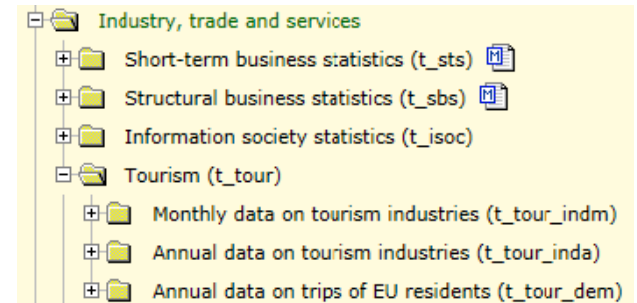 Industry, trade and services
Short-term business statistics (t_sts) M
Structural business statistics (t_sbs) M
Information society statistics (t_isoc)
Tourism (t_tour)
Monthly data on tourism industries (t_tour_indm)
Annual data on tourism industries (t_tour_inda)
Annual data on trips of EU residents (t_tour_dem)